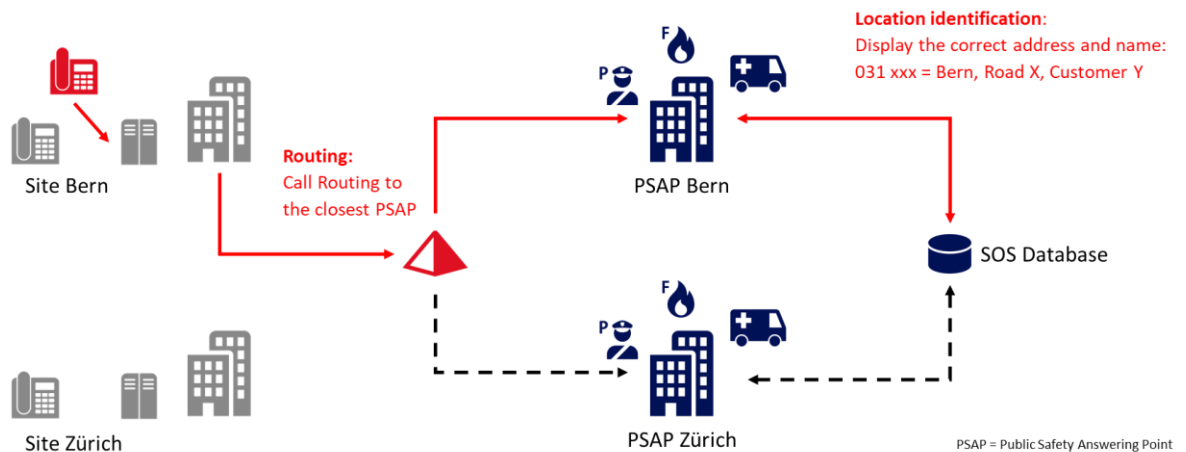 Location identification:
Display the correct address and name:
031 xxx = Bern, Road X, Customer Y
F
P
Site Bern
Routing:
Call Routing to
the closest PSAP
PSAP Bern
SOS Database
F
P
Site Zürich
PSAP Zürich
PSAP = Public Safety Answering Point